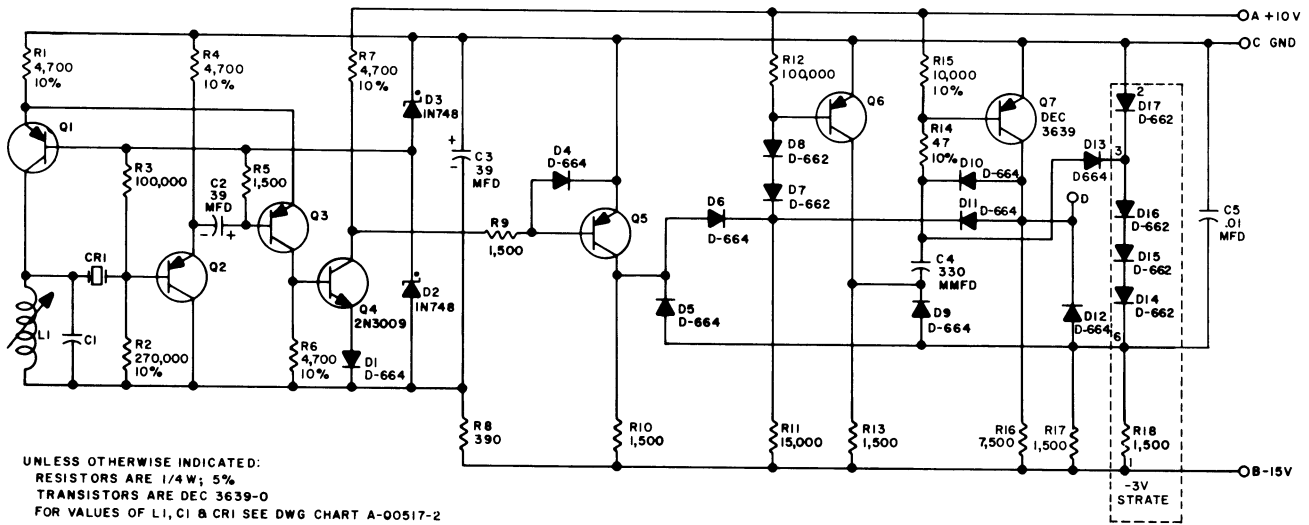 A +10V
C GND
R1
4,700
10%
R4
4,700
10%
R7
4,700
10%
R12
100,000
R15
10,000
10%
Q1
D3
1N748
Q6
Q7
DEC
3639
2
D17
D-662
R3
100,000
R5
1,500
C2
39
MFD
- +
+
-
C3
39
MFD
D4
D-664
D8
D-662
R14
47
10%
D10
D-664
D13
D664
3
Q3
R9
1,500
Q5
D6
D-664
D7
D-662
D11
D-664
D
D16
D-662
C5
.01
MFD
CR1
Q2
Q4
2N3009
D2
1N748
D5
D-664
C4
330
MMFD
D9
D-664
D12
D-664
D15
D-662
D14
D-662
6
L1
C1
R2
270,000
10%
R6
4,700
10%
D1
D-664
R8
390
R10
1,500
R11
15,000
R13
1,500
R16
7,500
R17
1,500
R18
1,500
1
B-15V
-3V
STRATE
UNLESS OTHERWISE INDICATED:
RESISTORS ARE 1/4W; 5%
TRANSISTORS ARE DEC 3639-0
FOR VALUES OF L1, C1 & CR1 SEE DWG CHART A-00517-2